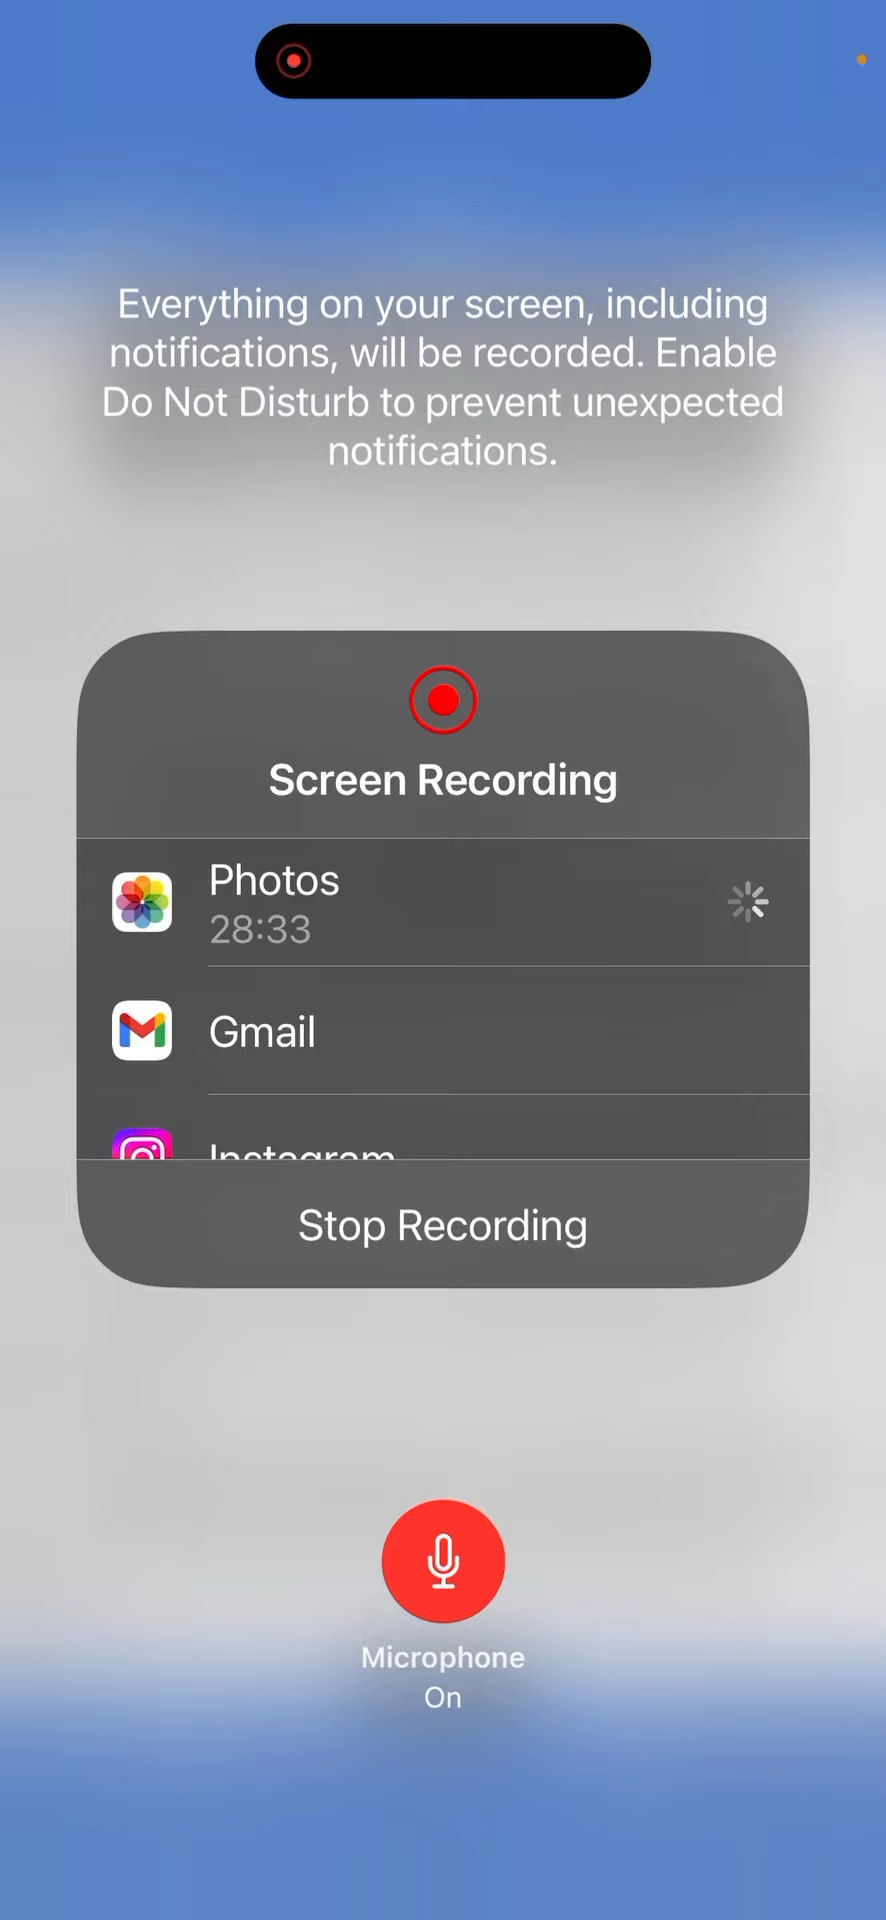 Everything on your screen, including
notifications, will be recorded. Enable
Do Not Disturb to prevent unexpected
notifications.
Screen Recording
Photos
28:33
Gmail
Instagram
Stop Recording
Microphone
On